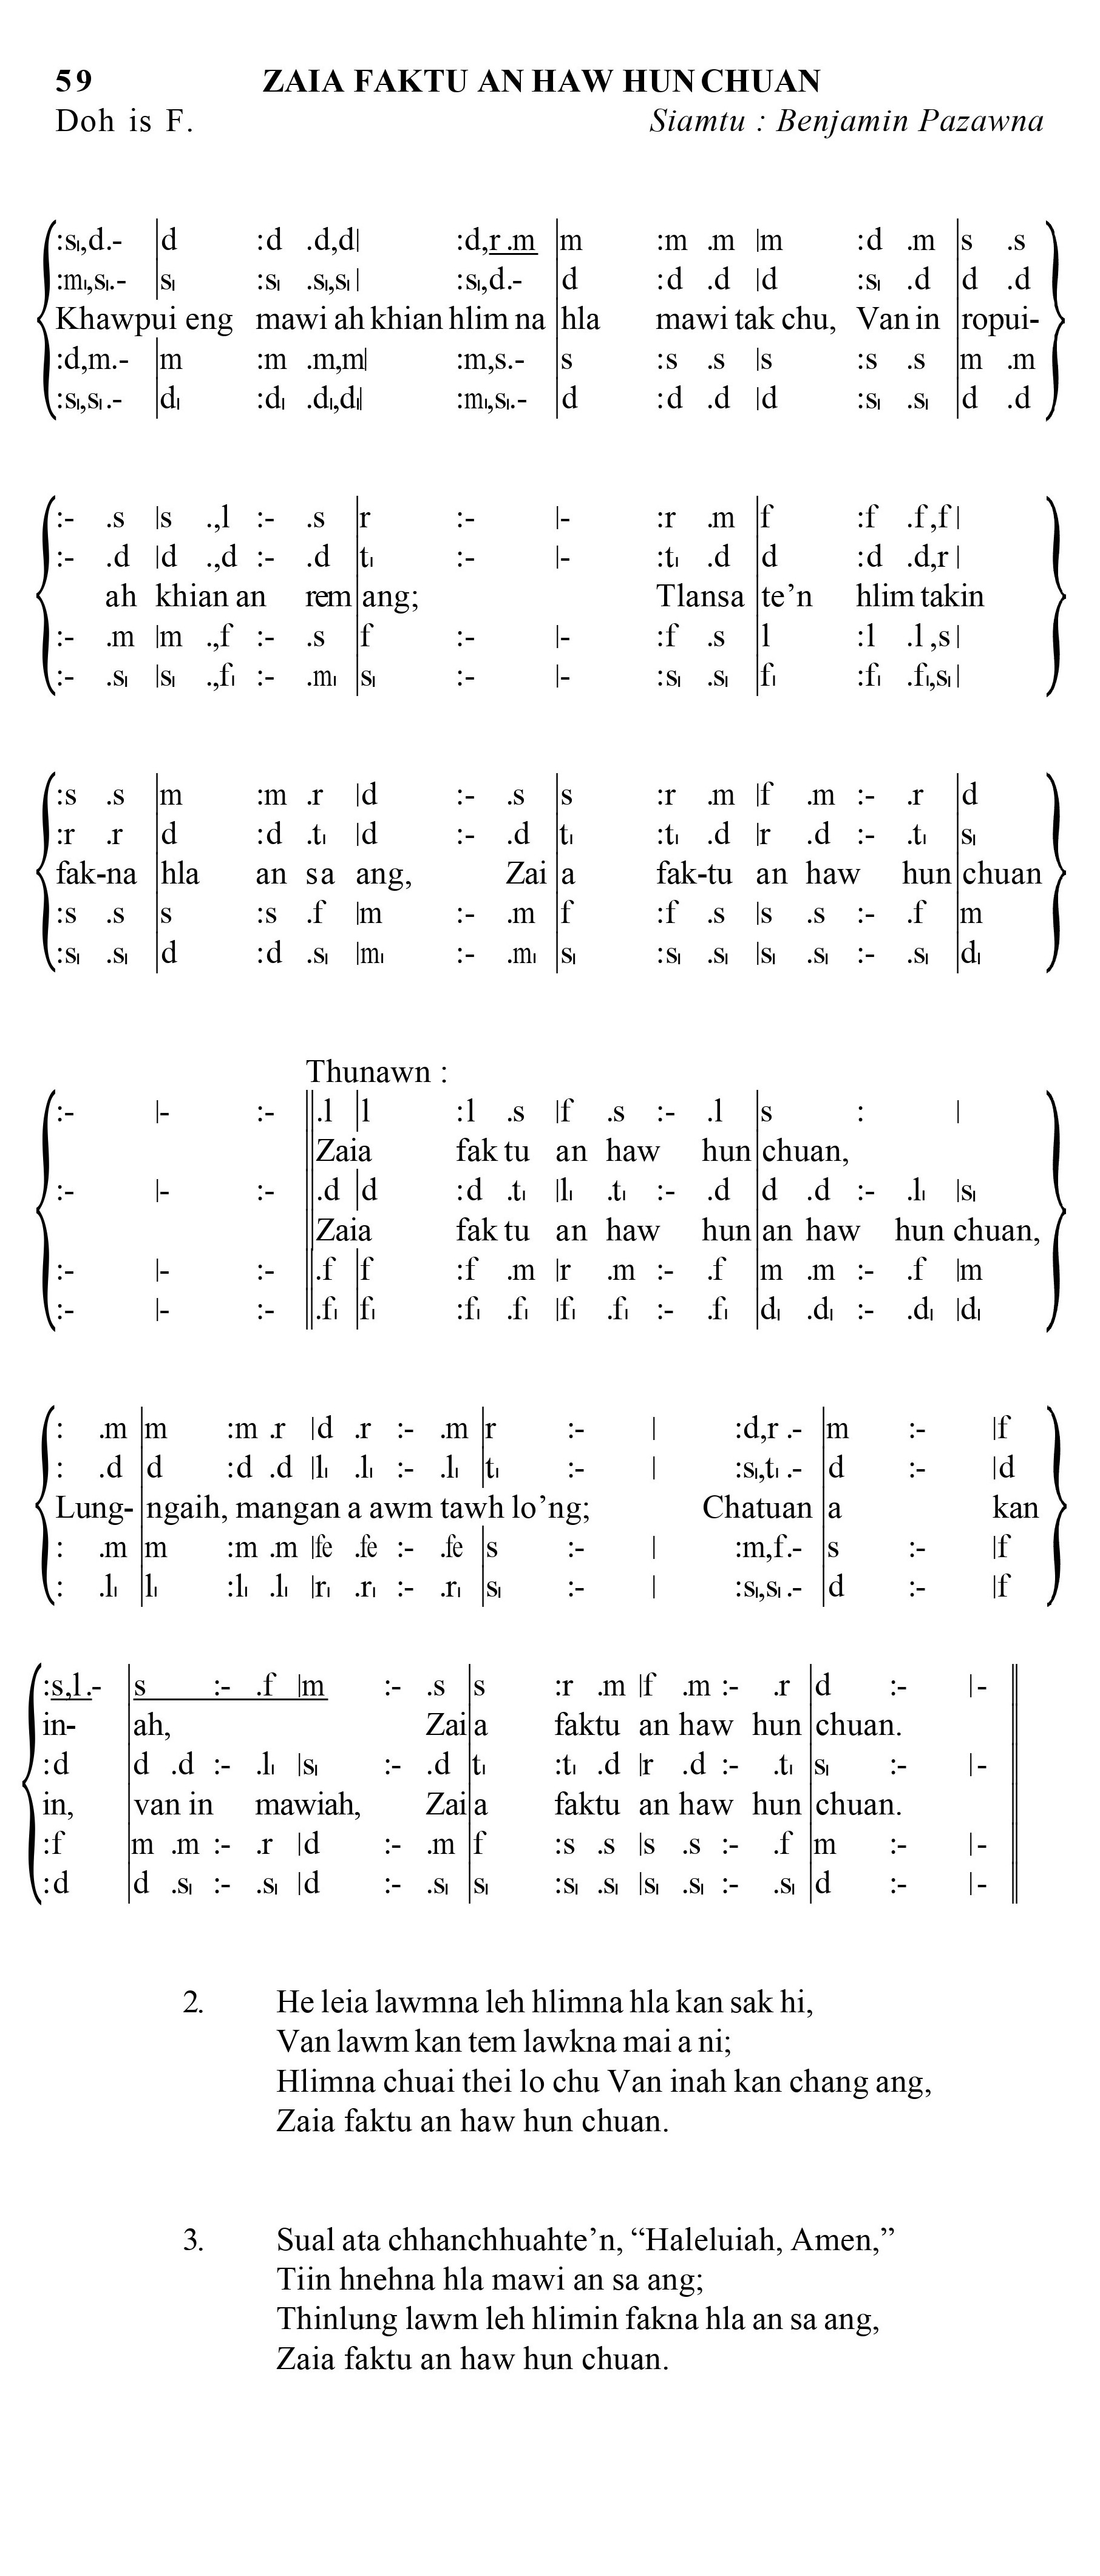 59 ZAIA FAKTU AN HAW HUN CHUAN
Doh is F. Siamtu : Benjamin Pazawna
:s͵,d.- |d :d .d,d| :d,r .m |m :m .m |m :d .m |s .s
:m͵,s͵.- |s͵ :s͵ .s͵,s͵ | :s͵,d.- |d :d .d |d :s͵ .d |d .d
Khawpui eng mawi ah khian hlim na hla mawi tak chu, Van in ropui-
:d,m.- |m :m .m,m| :m,s.- |s :s .s |s :s .s |m .m
:s͵,s͵.- |d͵ :d͵ .d͵,d͵| :m͵,s͵.- |d :d .d |d :s͵ .s͵ |d .d
:- .s |s .,l :- .s |r :- |- :r .m |f :f .f,f |
:- .d |d .,d :- .d |t͵ :- |- :t͵ .d |d :d .d,r |
ah khian an rem ang; Tlansa te’n hlim takin
:- .m |m .,f :- .s |f :- |- :f .s |l :l .l,s |
:- .s͵ |s͵ .,f͵ :- .m͵ |s͵ :- |- :s͵ .s͵ |f͵ :f͵ .f͵,s͵ |
:s .s |m :m .r |d :- .s |s :r .m |f .m :- .r |d
:r .r |d :d .t͵ |d :- .d |t͵ :t͵ .d |r .d :- .t͵ |s͵
fak-na hla an sa ang, Zai a fak-tu an haw hun chuan
:s .s |s :s .f |m :- .m |f :f .s |s .s :- .f |m
:s͵ .s͵ |d :d .s͵ |m͵ :- .m͵ |s͵ :s͵ .s͵ |s͵ .s͵ :- .s͵ |d͵
Thunawn :
:- |- :- ||.l |l :l .s |f .s :- .l |s : |
Zaia fak tu an haw hun chuan,
:- |- :- ||.d |d :d .t͵ |l͵ .t͵ :- .d |d .d :- .l͵ |s͵
Zaia fak tu an haw hun an haw hun chuan,
:- |- :- ||.f |f :f .m |r .m :- .f |m .m :- .f |m
:- |- :- ||.f͵ |f͵ :f͵ .f͵ |f͵ .f͵ :- .f͵ |d͵ .d͵ :- .d͵ |d͵
: .m |m :m .r |d .r :- .m |r :- | :d,r .- |m :- |f
: .d |d :d .d |l͵ .l͵ :- .l͵ |t͵ :- | :s͵,t͵ .- |d :- |d
Lung- ngaih, mangan a awm tawh lo’ng; Chatuan a kan
: .m |m :m .m |fe .fe :- .fe |s :- | :m,f.- |s :- |f
: .l͵ |l͵ :l͵ .l͵ |r͵ .r͵ :- .r͵ |s͵ :- | :s͵,s͵ .- |d :- |f
:s,l.- |s :- .f |m :- .s |s :r .m |f .m :- .r |d :- |- ||
in- ah, Zai a faktu an haw hun chuan.
:d |d .d :- .l͵ |s͵ :- .d |t͵ :t͵ .d |r .d :- .t͵ |s͵ :- |- ||
in, van in mawiah, Zai a faktu an haw hun chuan.
:f |m .m :- .r |d :- .m |f :s .s |s .s :- .f |m :- |- ||
:d |d .s͵ :- .s͵ |d :- .s͵ |s͵ :s͵ .s͵ |s͵ .s͵ :- .s͵ |d :- |- ||
2. He leia lawmna leh hlimna hla kan sak hi,
Van lawm kan tem lawkna mai a ni;
Hlimna chuai thei lo chu Van inah kan chang ang,
Zaia faktu an haw hun chuan.
3. Sual ata chhanchhuahte’n, “Haleluiah, Amen,”
Tiin hnehna hla mawi an sa ang;
Thinlung lawm leh hlimin fakna hla an sa ang,
Zaia faktu an haw hun chuan.